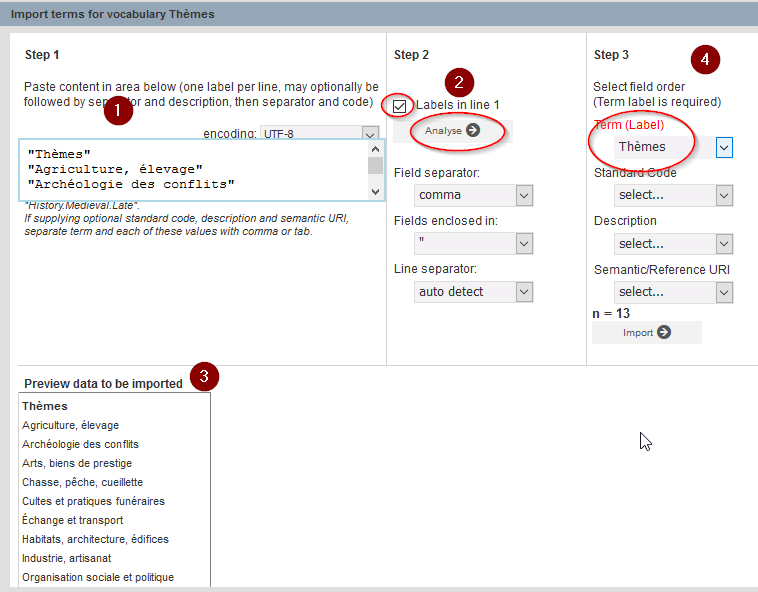 Import terms for vocabulary Thèmes
Step 1
Paste content in area below (one label per line, may optionally be
followed by separator and description, then separator and code)
1
encoding: UTF-8
"Thèmes"
"Agriculture, élevage"
"Archéologie des conflits"
"History.Medieval.Late".
If supplying optional standard code, description and semantic URI,
separate term and each of these values with comma or tab.
Step 2
2
Labels in line 1
Analyse
Field separator:
comma
Fields enclosed in:
"
Line separator:
auto detect
Step 3
4
Select field order
(Term label is required)
Term (Label)
Thèmes
Standard Code
select...
Description
select...
Semantic/Reference URI
select...
n = 13
Import
Preview data to be imported
3
Thèmes
Agriculture, élevage
Archéologie des conflits
Arts, biens de prestige
Chasse, pêche, cueillette
Cultes et pratiques funéraires
Échange et transport
Habitats, architecture, édifices
Industrie, artisanat
Organisation sociale et politique